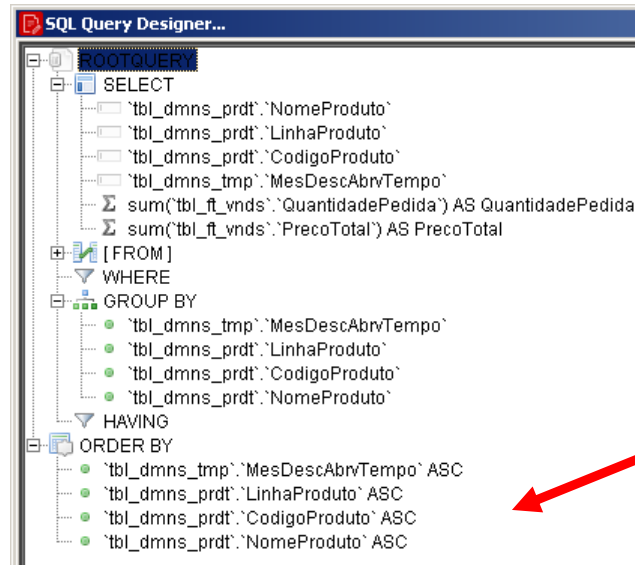 SQL Query Designer...
ROOTQUERY
SELECT
`tbl_dmns_prdt`.`NomeProduto`
`tbl_dmns_prdt`.`LinhaProduto`
`tbl_dmns_prdt`.`CodigoProduto`
`tbl_dmns_tmp`.`MesDescAbrvTempo`
Σ sum(`tbl_ft_vnds`.`QuantidadePedida`) AS QuantidadePedida
Σ sum(`tbl_ft_vnds`.`PrecoTotal`) AS PrecoTotal
[ FROM ]
WHERE
GROUP BY
`tbl_dmns_tmp`.`MesDescAbrvTempo`
`tbl_dmns_prdt`.`LinhaProduto`
`tbl_dmns_prdt`.`CodigoProduto`
`tbl_dmns_prdt`.`NomeProduto`
HAVING
ORDER BY
`tbl_dmns_tmp`.`MesDescAbrvTempo` ASC
`tbl_dmns_prdt`.`LinhaProduto` ASC
`tbl_dmns_prdt`.`CodigoProduto` ASC
`tbl_dmns_prdt`.`NomeProduto` ASC